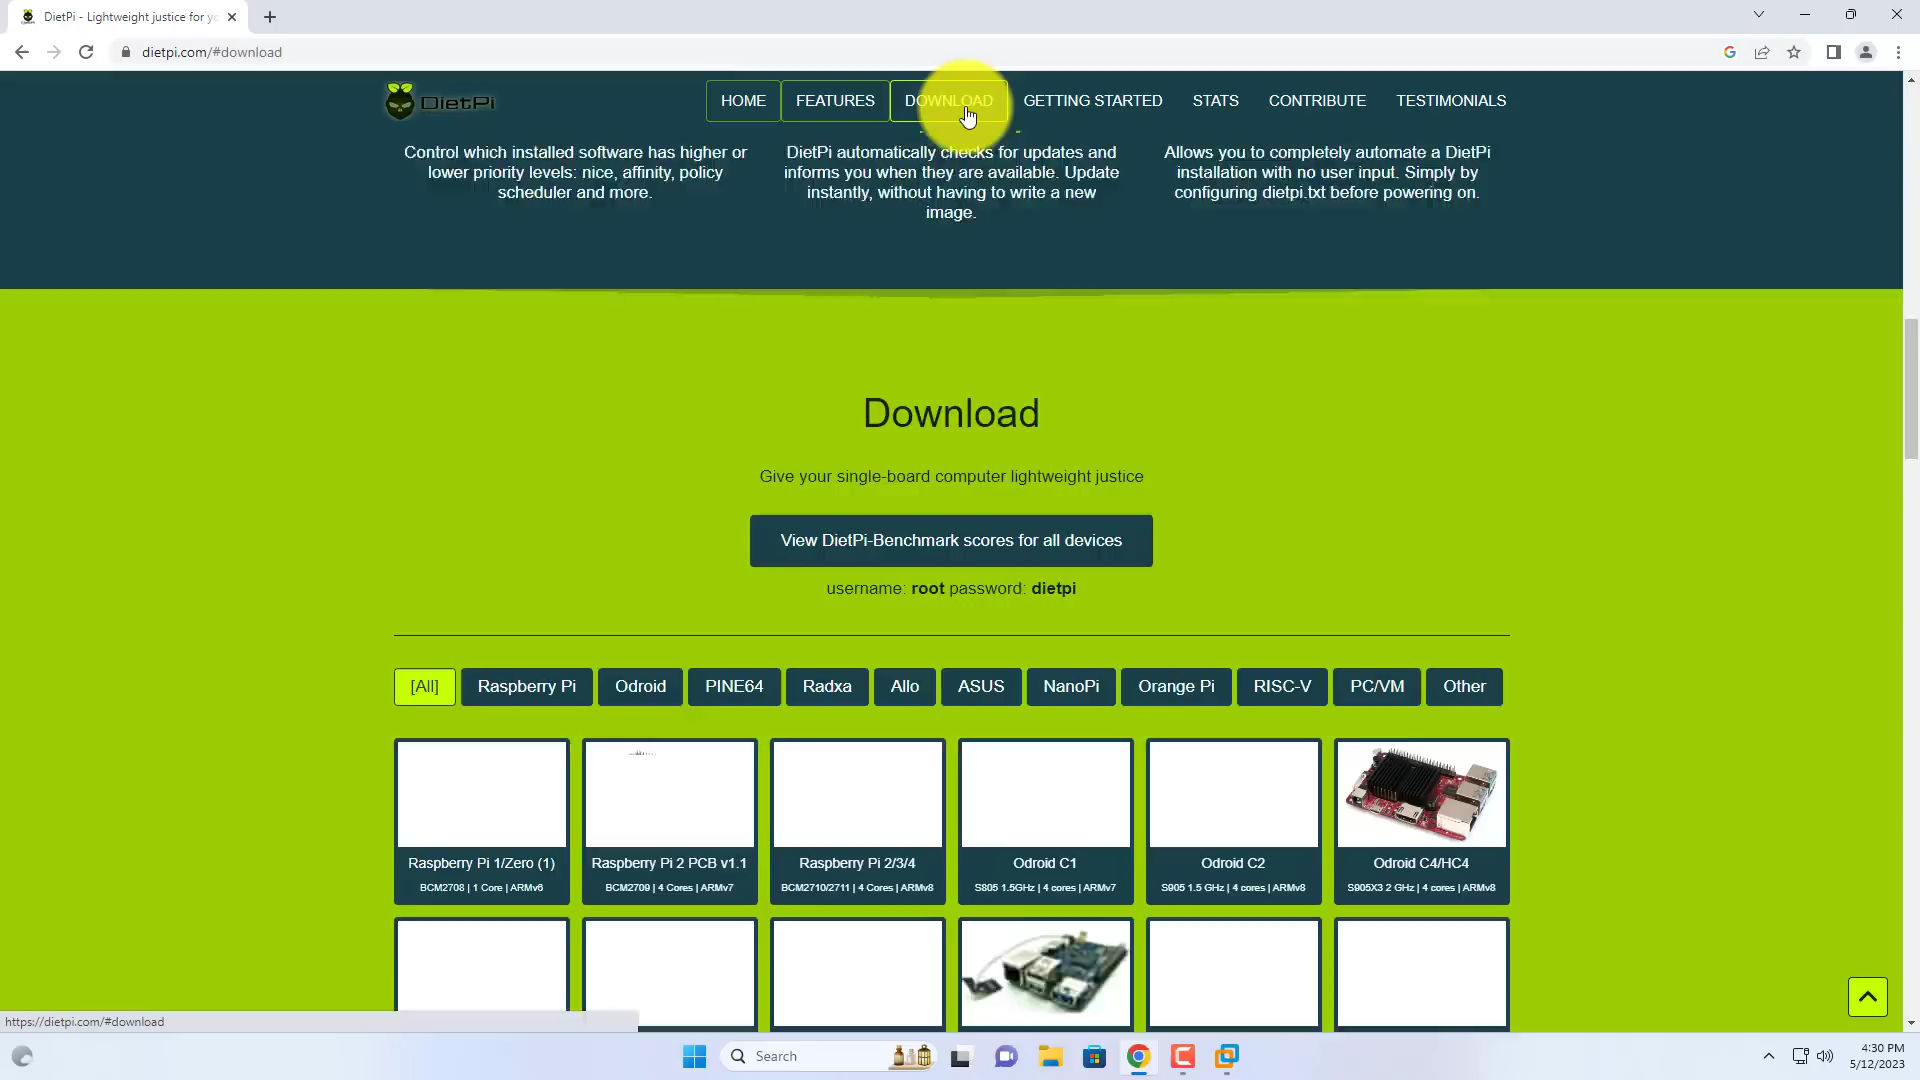 DietPi - Lightweight justice for yo
dietpi.com/#download
DietPi
HOME
FEATURES
DOWNLOAD
GETTING STARTED
STATS
CONTRIBUTE
TESTIMONIALS
Control which installed software has higher or
lower priority levels: nice, affinity, policy
scheduler and more.
DietPi automatically checks for updates and
informs you when they are available. Update
instantly, without having to write a new
image.
Allows you to completely automate a DietPi
installation with no user input. Simply by
configuring dietpi.txt before powering on.
Download
Give your single-board computer lightweight justice
View DietPi-Benchmark scores for all devices
username: root password: dietpi
[All]
Raspberry Pi
Odroid
PINE64
Radxa
Allo
ASUS
NanoPi
Orange Pi
RISC-V
PC/VM
Other
Raspberry Pi 1/Zero (1)
BCM2708 | 1 Core | ARMv6
Raspberry Pi 2 PCB v1.1
BCM2709 | 4 Cores | ARMv7
Raspberry Pi 2/3/4
BCM2710/2711 | 4 Cores | ARMv8
Odroid C1
S805 1.5GHz | 4 cores | ARMv7
Odroid C2
S905 1.5 GHz | 4 cores | ARMv8
Odroid C4/HC4
S905X3 2 GHz | 4 cores | ARMv8
https://dietpi.com/#download
Search
4:30 PM
5/12/2023